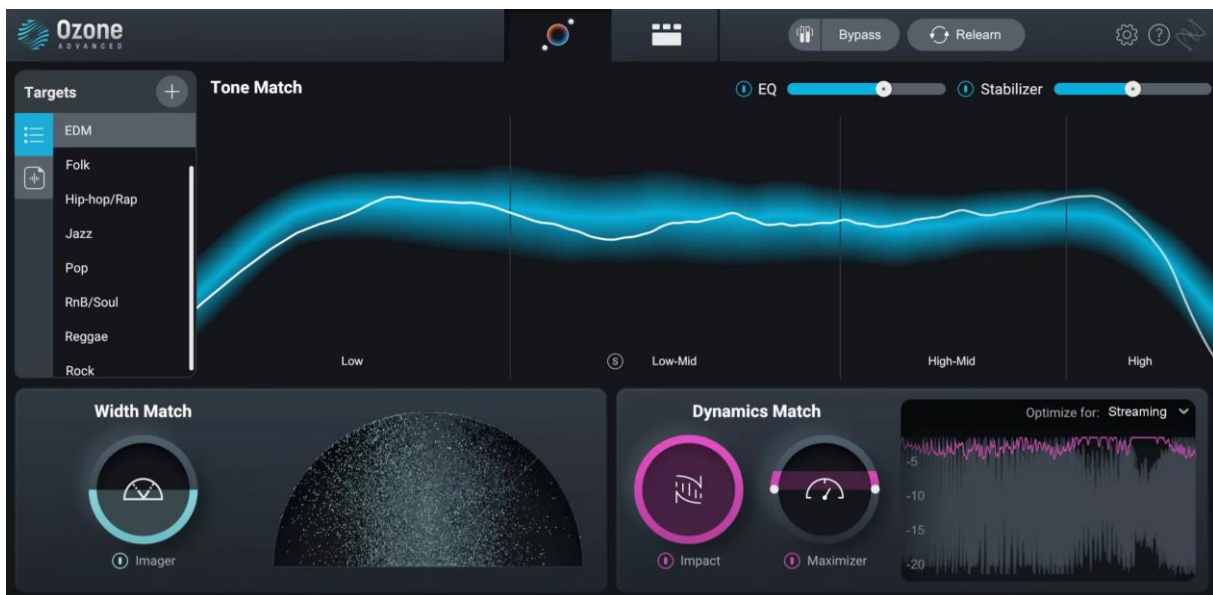 Ozone
ADVANCED
Bypass
Relearn
?
Targets
+
Tone Match
EQ
Stabilizer
EDM
Folk
Hip-hop/Rap
Jazz
Pop
RnB/Soul
Reggae
Rock
Low
S
Low-Mid
High-Mid
High
Width Match
Imager
Dynamics Match
Impact
Maximizer
Optimize for: Streaming
-5
-10
-15
-20